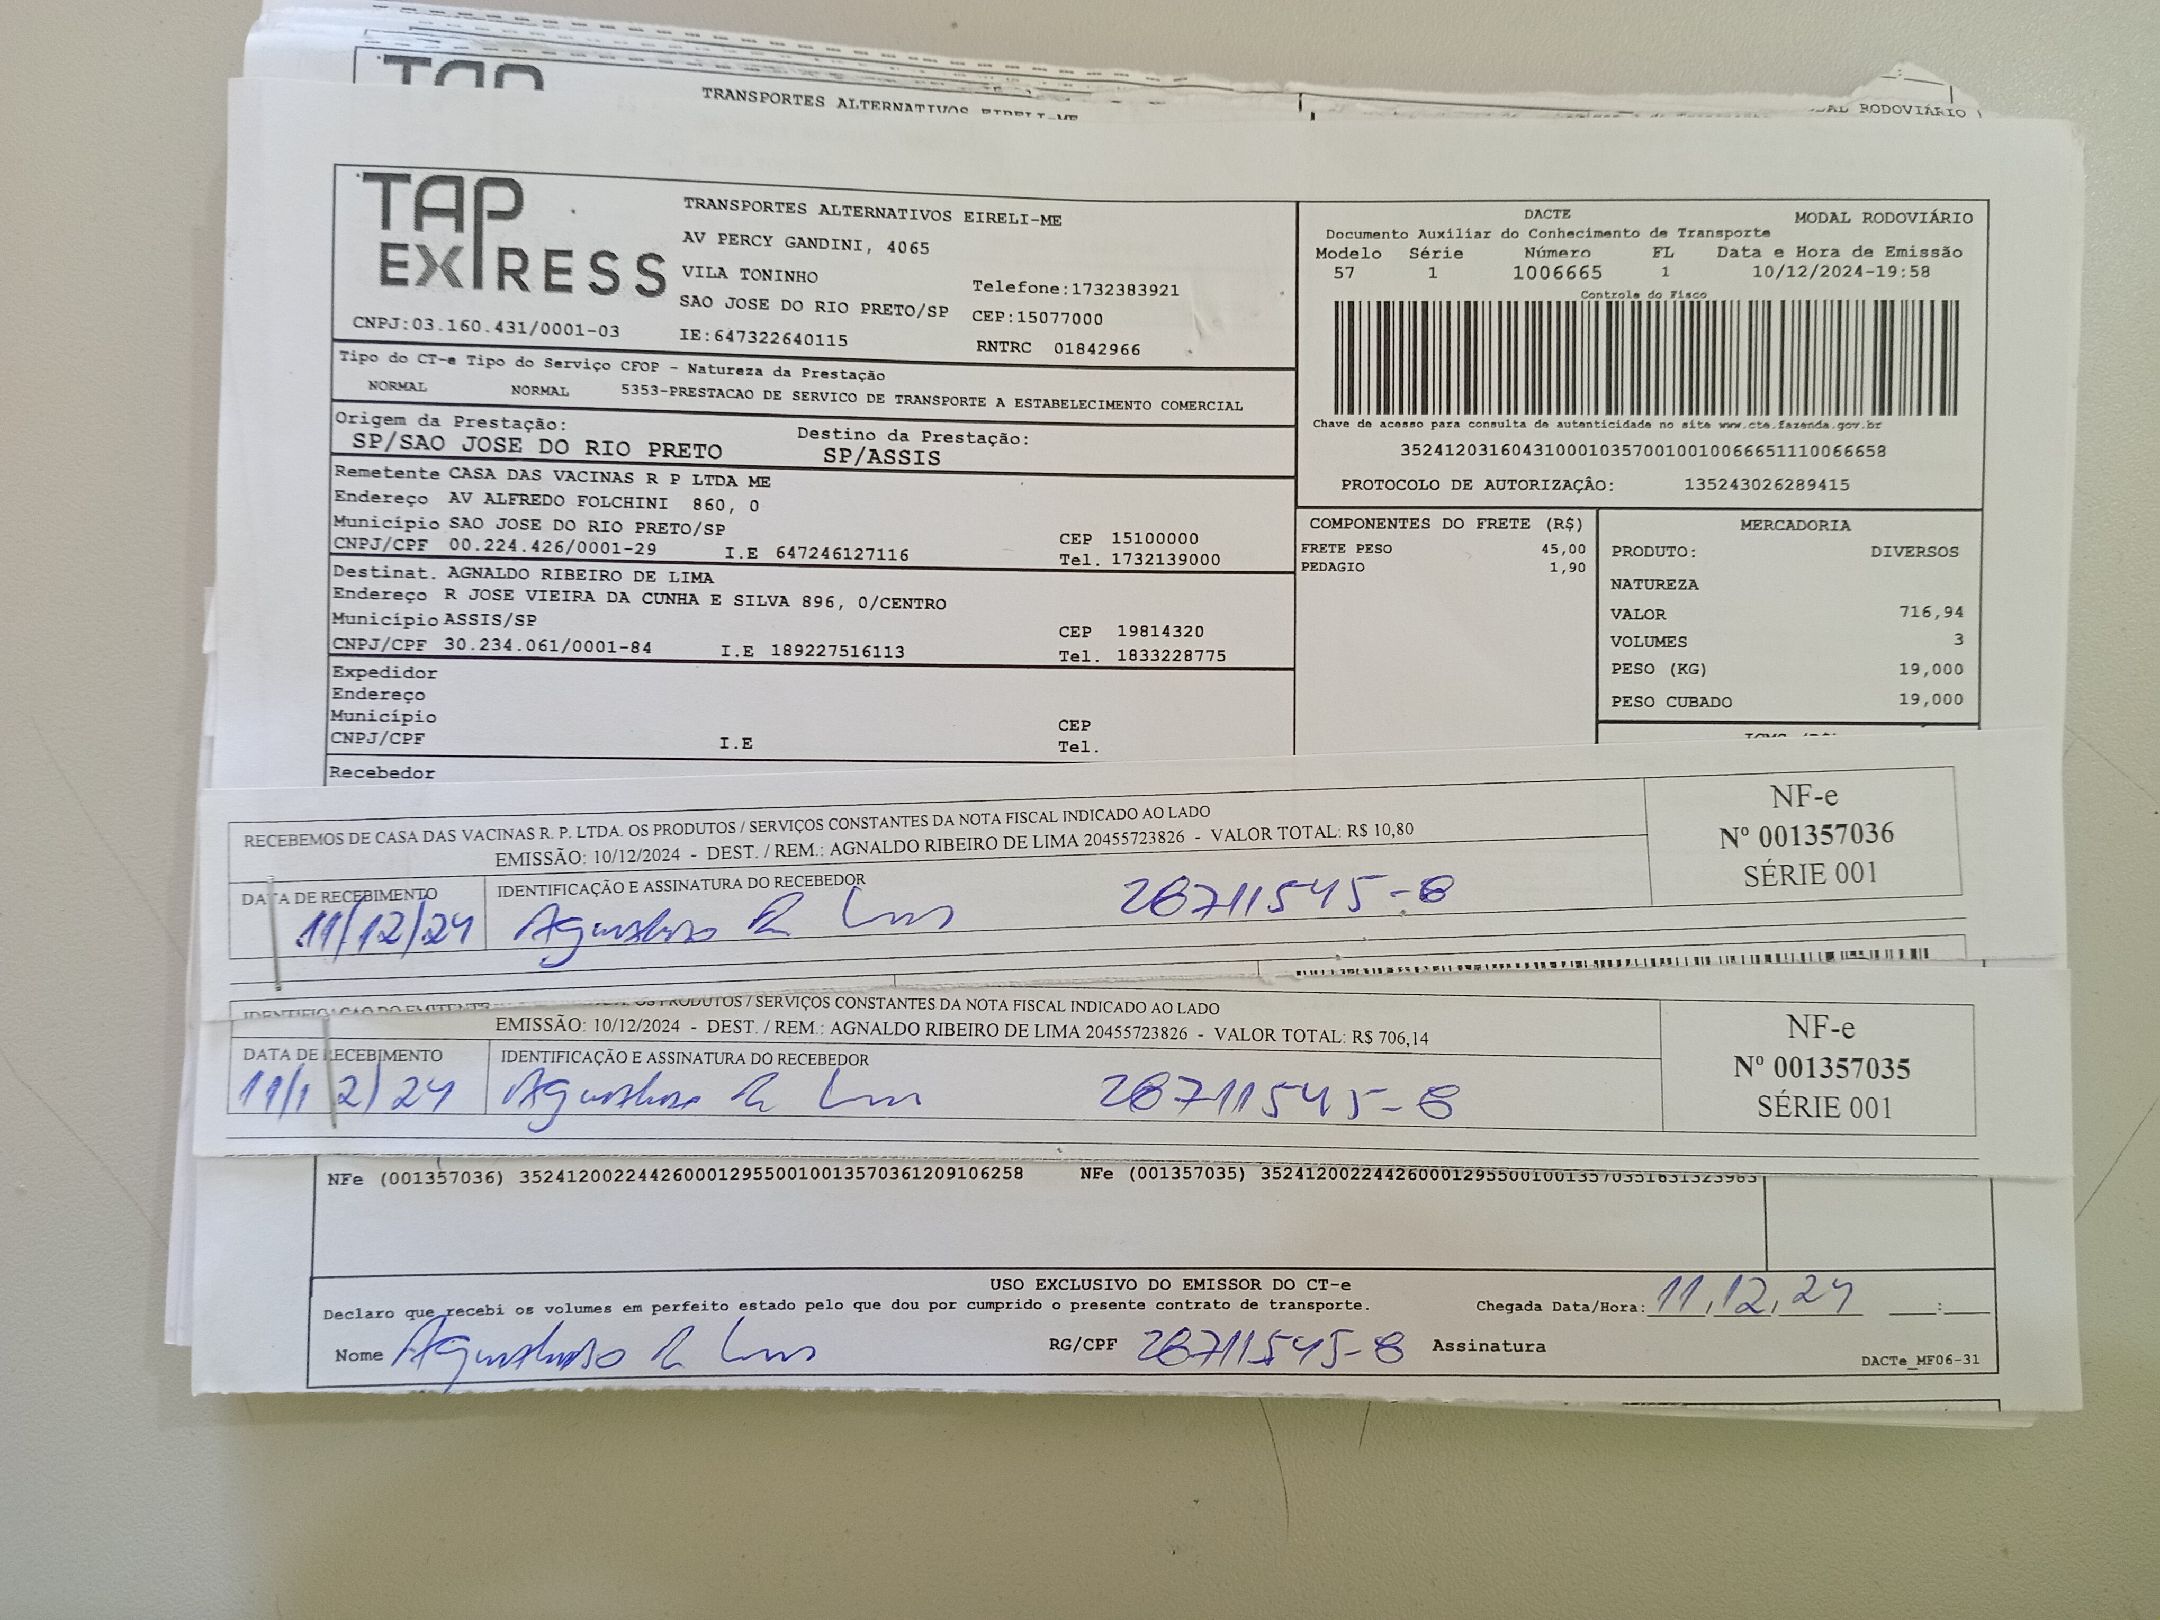 TAP
TRANSPORTES ALTERNATIVOS EIRELI-ME
MODAL RODOVIÁRIO
TAP EXPRESS
TRANSPORTES ALTERNATIVOS EIRELI-ME
AV PERCY GANDINI, 4065
VILA TONINHO
Telefone:1732383921
SAO JOSE DO RIO PRETO/SP CEP:15077000
CNPJ:03.160.431/0001-03 IE:647322640115 RNTRC 01842966
DACTE MODAL RODOVIÁRIO
Documento Auxiliar do Conhecimento de Transporte
Modelo Série Número FL Data e Hora de Emissão
57 1 1006665 1 10/12/2024-19:58
Controle do Fisco
Chave de acesso para consulta de autenticidade no site www.cte.fazenda.gov.br
35241203160431000103570010010066651110066658
PROTOCOLO DE AUTORIZAÇÂO: 135243026289415
Tipo do CT-e Tipo do Serviço CFOP - Natureza da Prestação
NORMAL NORMAL 5353-PRESTACAO DE SERVICO DE TRANSPORTE A ESTABELECIMENTO COMERCIAL
Origem da Prestação: Destino da Prestação:
SP/SAO JOSE DO RIO PRETO SP/ASSIS
Remetente CASA DAS VACINAS R P LTDA ME
Endereço AV ALFREDO FOLCHINI 860, 0
Município SAO JOSE DO RIO PRETO/SP CEP 15100000
CNPJ/CPF 00.224.426/0001-29 I.E 647246127116 Tel. 1732139000
Destinat. AGNALDO RIBEIRO DE LIMA
Endereço R JOSE VIEIRA DA CUNHA E SILVA 896, 0/CENTRO
Município ASSIS/SP CEP 19814320
CNPJ/CPF 30.234.061/0001-84 I.E 189227516113 Tel. 1833228775
Expedidor
Endereço
Município CEP
CNPJ/CPF I.E Tel.
Recebedor
COMPONENTES DO FRETE (R$)
FRETE PESO 45,00
PEDAGIO 1,90
MERCADORIA
PRODUTO: DIVERSOS
NATUREZA
VALOR 716,94
VOLUMES 3
PESO (KG) 19,000
PESO CUBADO 19,000
RECEBEMOS DE CASA DAS VACINAS R. P. LTDA. OS PRODUTOS / SERVIÇOS CONSTANTES DA NOTA FISCAL INDICADO AO LADO
EMISSÃO: 10/12/2024 - DEST. / REM.: AGNALDO RIBEIRO DE LIMA 20455723826 - VALOR TOTAL: R$ 10,80
DATA DE RECEBIMENTO IDENTIFICAÇÃO E ASSINATURA DO RECEBEDOR
11/12/24 28711545-8
NF-e
Nº 001357036
SÉRIE 001
IDENTIFICAÇÃO DO EMITENTE
OS PRODUTOS / SERVIÇOS CONSTANTES DA NOTA FISCAL INDICADO AO LADO
EMISSÃO: 10/12/2024 - DEST. / REM.: AGNALDO RIBEIRO DE LIMA 20455723826 - VALOR TOTAL: R$ 706,14
DATA DE RECEBIMENTO IDENTIFICAÇÃO E ASSINATURA DO RECEBEDOR
11/12/24 28711545-8
NF-e
Nº 001357035
SÉRIE 001
NFe (001357036) 35241200224426000129550010013570361209106258 NFe (001357035) 35241200224426000129550010013570351631323963
USO EXCLUSIVO DO EMISSOR DO CT-e
Declaro que recebi os volumes em perfeito estado pelo que dou por cumprido o presente contrato de transporte. Chegada Data/Hora: 11,12,24 :
Nome RG/CPF 28711545-8 Assinatura
DACTe_MF06-31